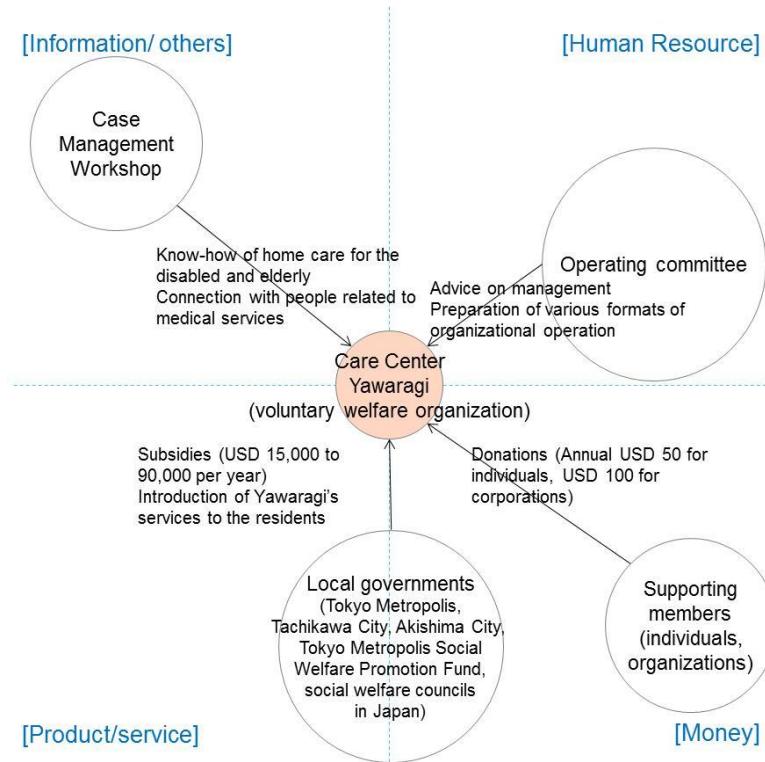 [Information/ others]
[Human Resource]
Case
Management
Workshop
Operating committee
Know-how of home care for the
disabled and elderly
Connection with people related to
medical services
Advice on management
Preparation of various formats of
organizational operation
Care Center
Yawaragi
(voluntary welfare organization)
Subsidies (USD 15,000 to
90,000 per year)
Introduction of Yawaragi's
services to the residents
Donations (Annual USD 50 for
individuals, USD 100 for
corporations)
Local governments
(Tokyo Metropolis,
Tachikawa City, Akishima City,
Tokyo Metropolis Social
Welfare Promotion Fund,
social welfare councils
in Japan)
Supporting
members
(individuals,
organizations)
[Product/service]
[Money]